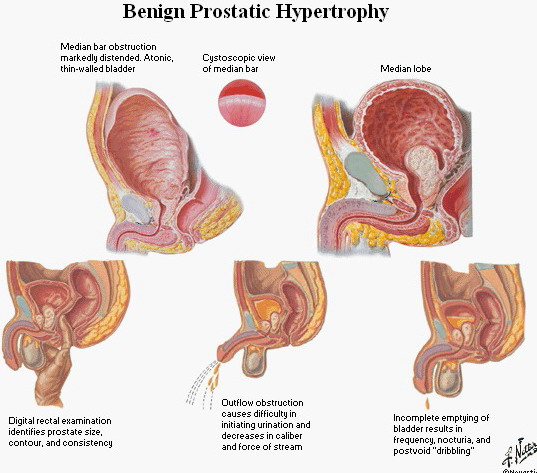 Benign Prostatic Hypertrophy
Median bar obstruction
markedly distended. Atonic,
thin-walled bladder
Cystoscopic view
of median bar
Median lobe
Digital rectal examination
identifies prostate size,
contour, and consistency
Outflow obstruction
causes difficulty in
initiating urination and
decreases in caliber
and force of stream
Incomplete emptying of
bladder results in
frequency, nocturia, and
postvoid "dribbling"